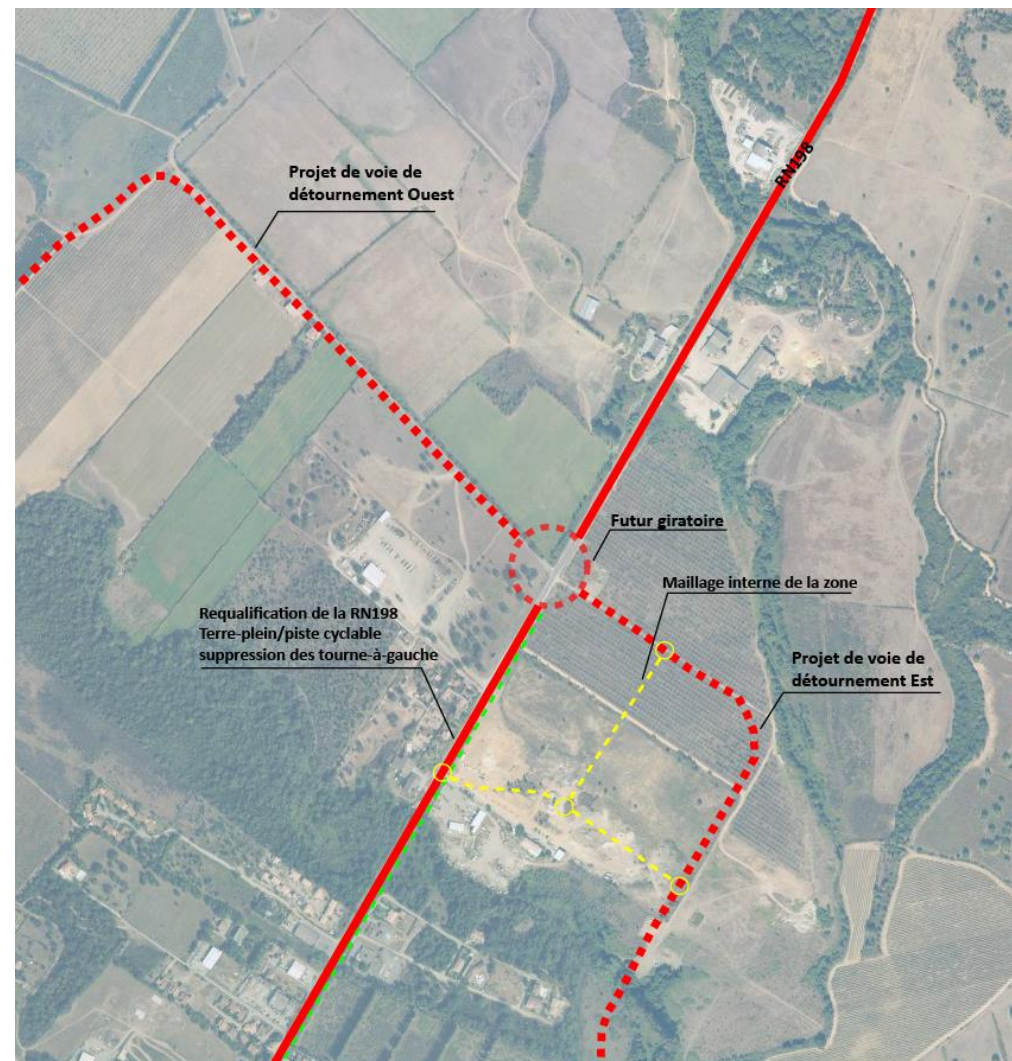 RN198
Projet de voie de
détournement Ouest
Futur giratoire
Maillage interne de la zone
Requalification de la RN198
Terre-plein/piste cyclable
suppression des tourne-à-gauche
Projet de voie de
détournement Est